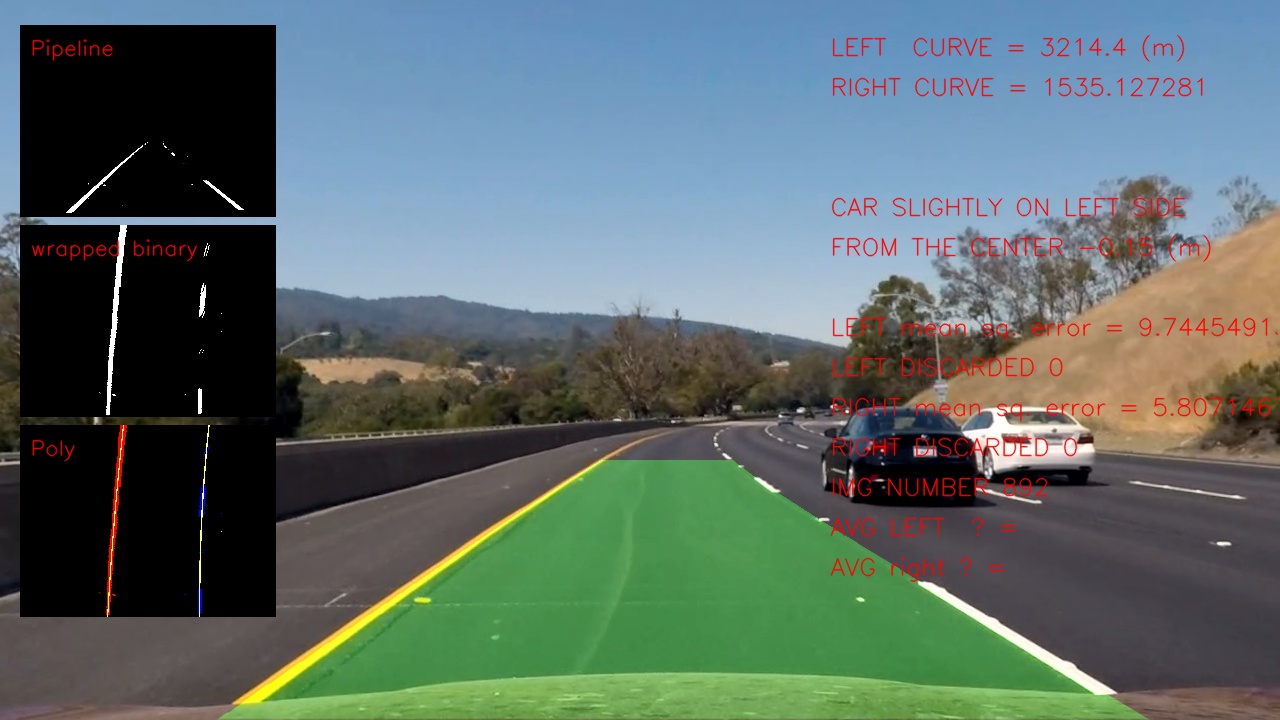 Pipeline
wrapped binary
Poly
LEFT  CURVE = 3214.4 (m)
RIGHT CURVE = 1535.127281
CAR SLIGHTLY ON LEFT SIDE
FROM THE CENTER -0.15 (m)
LEFT mean sq. error = 9.7445491
LEFT DISCARDED 0
RIGHT mean sq. error = 5.807146
RIGHT DISCARDED 0
IMG NUMBER 892
AVG LEFT  ? =
AVG right ? =